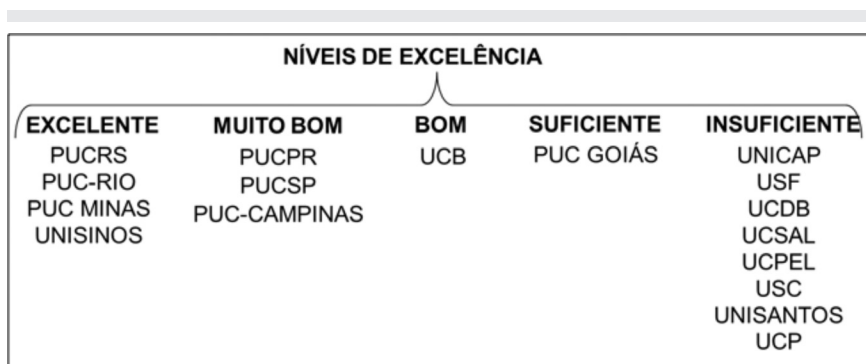 NÍVEIS DE EXCELÊNCIA
EXCELENTE MUITO BOM BOM SUFICIENTE INSUFICIENTE
PUCRS PUCPR UCB PUC GOIÁS UNICAP
PUC-RIO PUCSP USF
PUC MINAS PUC-CAMPINAS UCDB
UNISINOS UCSAL
UCPEL
USC
UNISANTOS
UCP